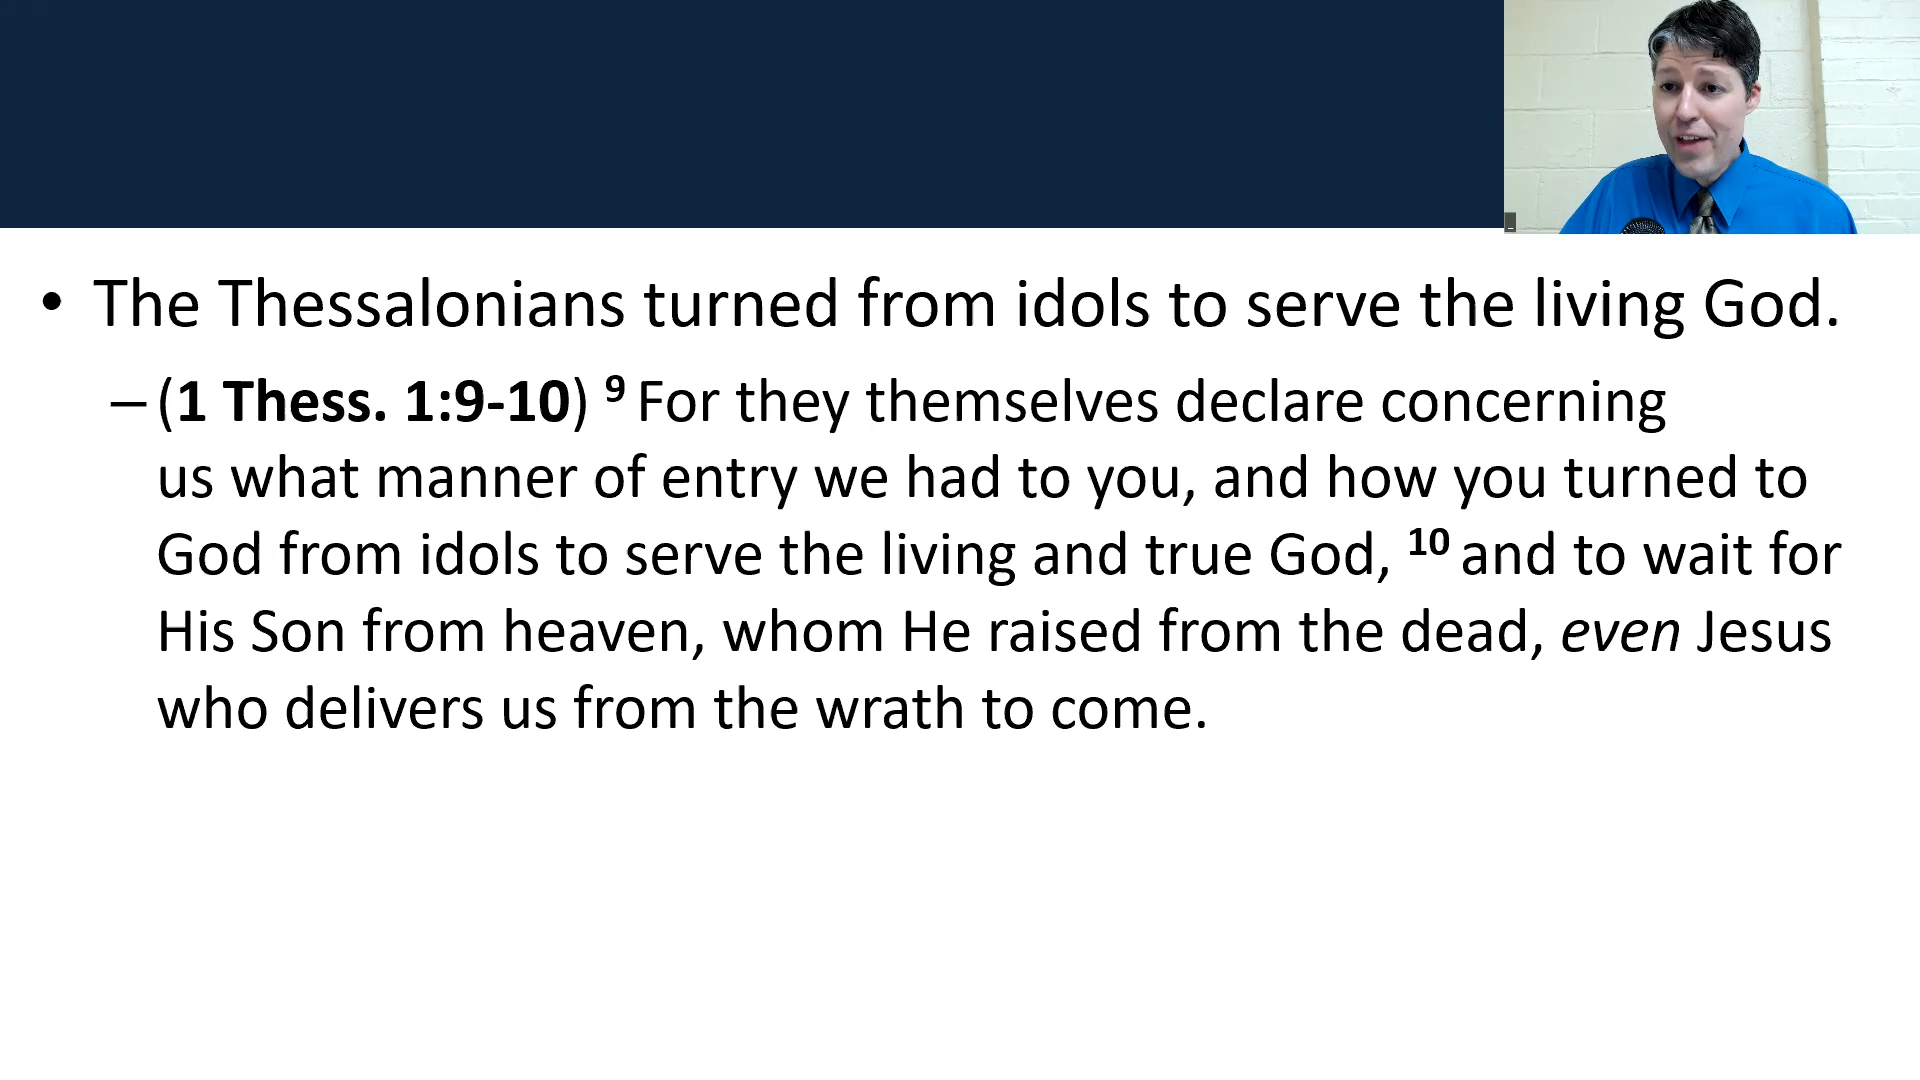 • The Thessalonians turned from idols to serve the living God.
– (1 Thess. 1:9-10) 9 For they themselves declare concerning
us what manner of entry we had to you, and how you turned to
God from idols to serve the living and true God, 10 and to wait for
His Son from heaven, whom He raised from the dead, even Jesus
who delivers us from the wrath to come.